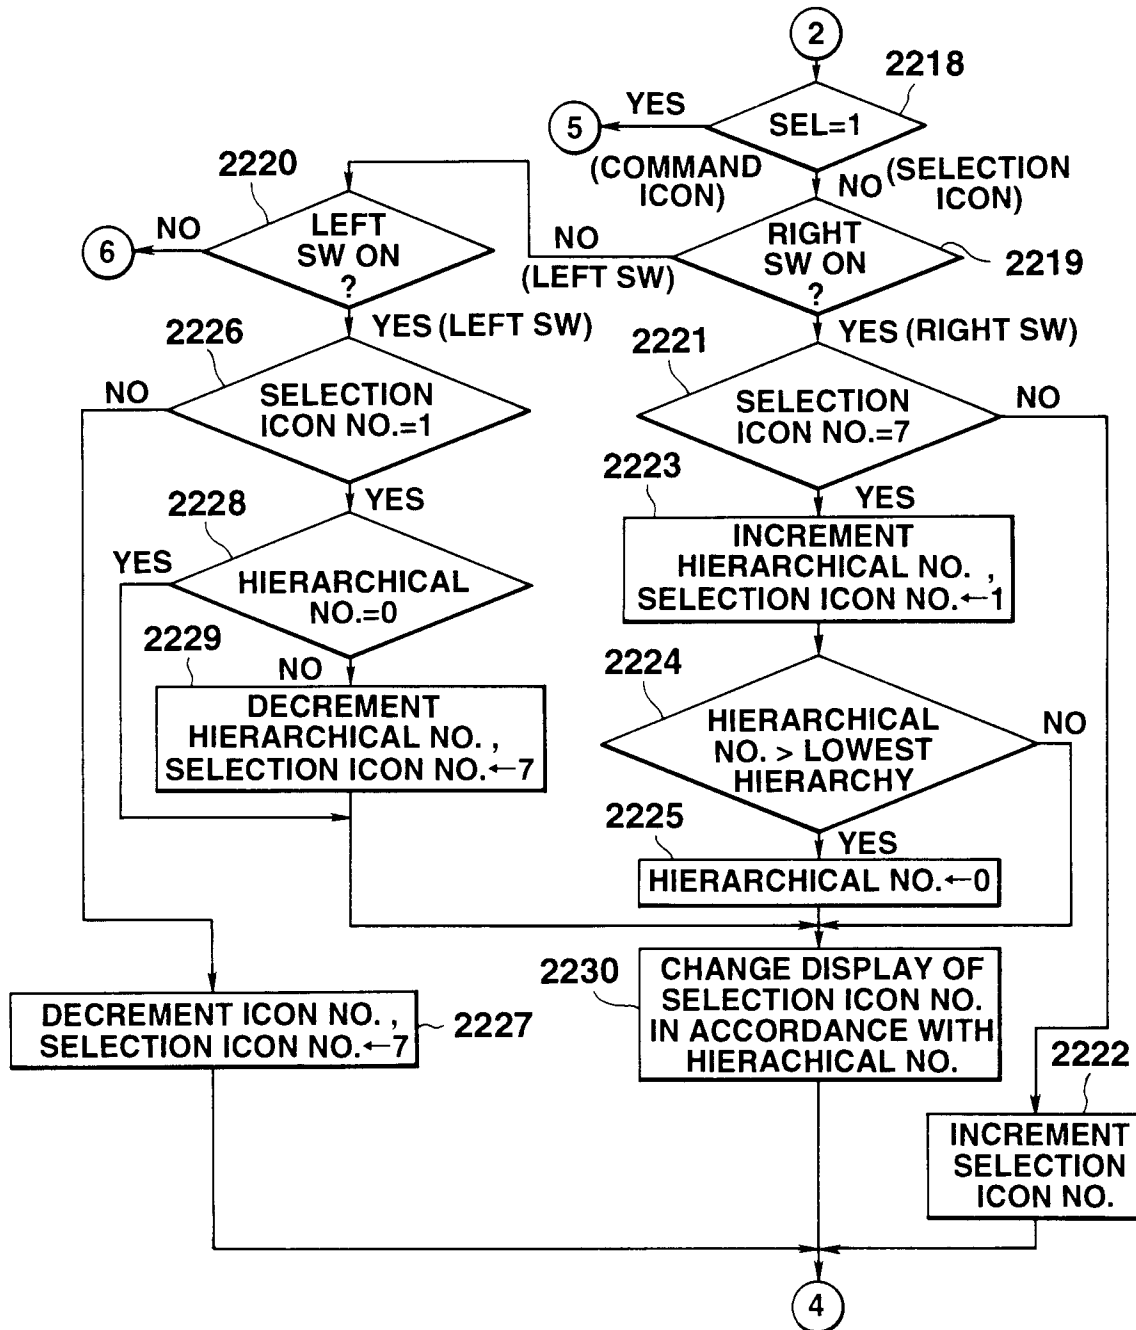 2
2218
SEL=1
YES
5
(COMMAND
ICON)
NO
(SELECTION
ICON)
2220
LEFT
SW ON
?
NO
6
RIGHT
SW ON
?
2219
NO
(LEFT SW)
YES (LEFT SW)
YES (RIGHT SW)
2226
SELECTION
ICON NO.=1
NO
2221
SELECTION
ICON NO.=7
NO
YES
YES
2228
HIERARCHICAL
NO.=0
YES
NO
2223
INCREMENT
HIERARCHICAL NO. ,
SELECTION ICON NO.←1
2229
DECREMENT
HIERARCHICAL NO. ,
SELECTION ICON NO.←7
2224
HIERARCHICAL
NO. > LOWEST
HIERARCHY
NO
YES
2225
HIERARCHICAL NO.←0
2230
CHANGE DISPLAY OF
SELECTION ICON NO.
IN ACCORDANCE WITH
HIERACHICAL NO.
DECREMENT ICON NO. ,
SELECTION ICON NO.←7
2227
2222
INCREMENT
SELECTION
ICON NO.
4